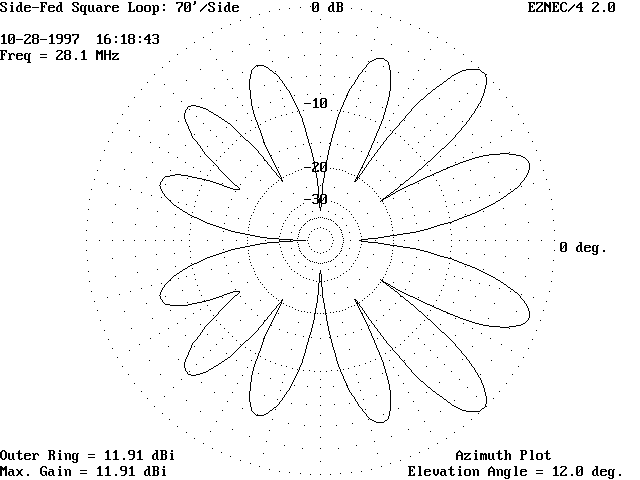 Side-Fed Square Loop: 70'/Side 0 dB EZNEC/4 2.0
10-28-1997 16:18:43
Freq = 28.1 MHz
-10
-20
-30
0 deg.
Outer Ring = 11.91 dBi Azimuth Plot
Max. Gain = 11.91 dBi Elevation Angle = 12.0 deg.